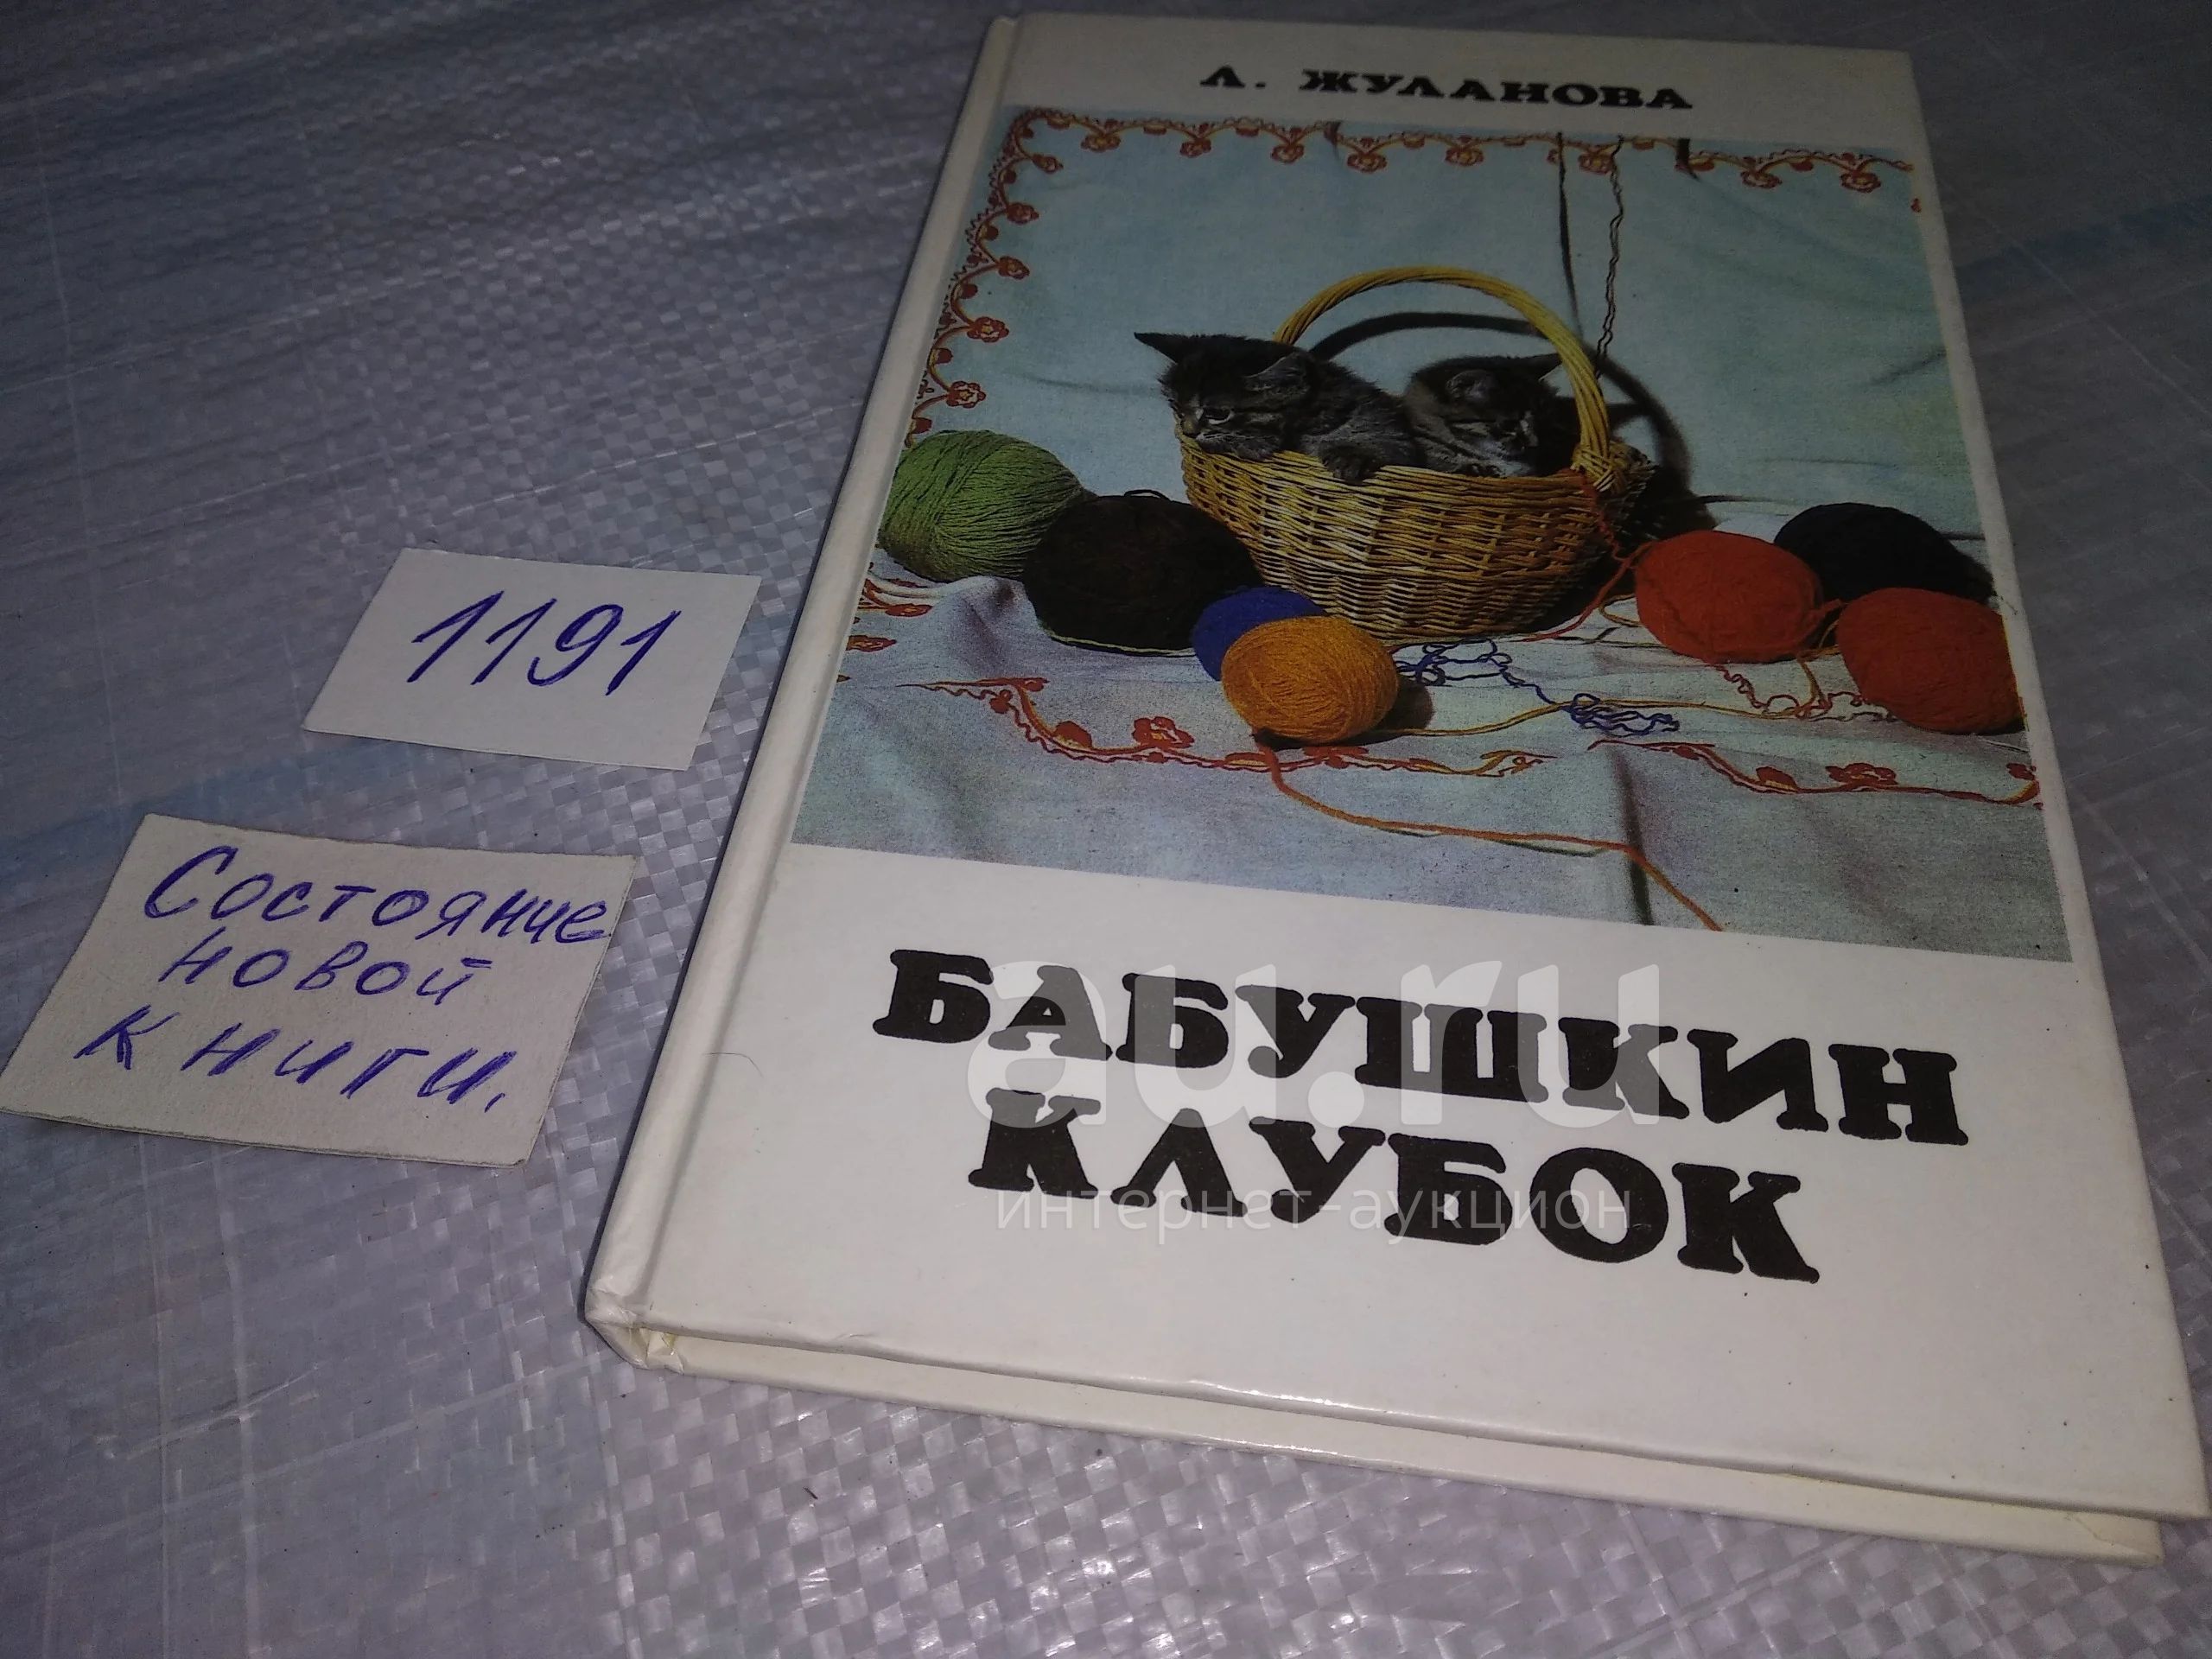 Л. ЖУЛАНОВА
1191
Состояние
новой
книги.
БАБУШКИН
КЛУБОК
au.ru
интернет-аукцион